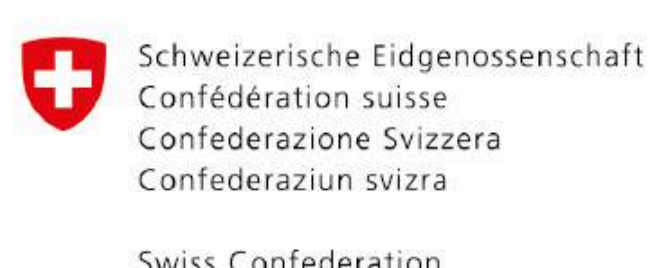 Schweizerische Eidgenossenschaft
Confédération suisse
Confederazione Svizzera
Confederaziun svizra
Swiss Confederation